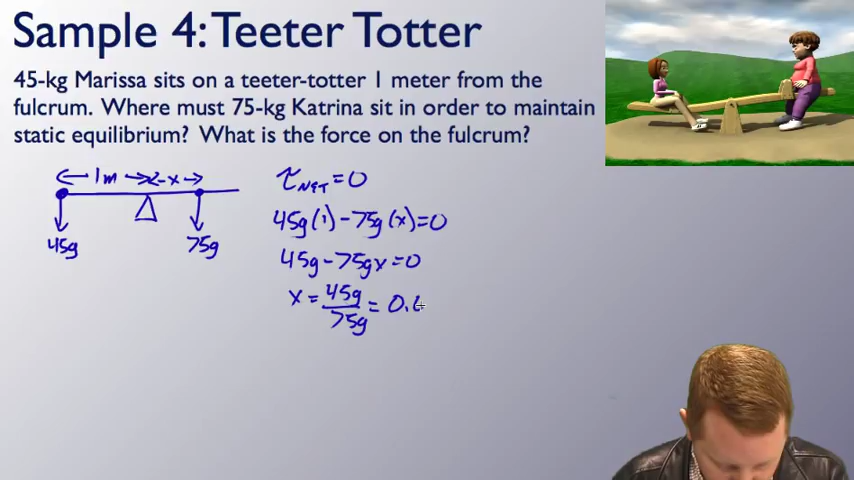 Sample 4: Teeter Totter
45-kg Marissa sits on a teeter-totter 1 meter from the
fulcrum. Where must 75-kg Katrina sit in order to maintain
static equilibrium? What is the force on the fulcrum?
1m x
45g 75g
τNET=0
45g(1)-75g(x)=0
45g-75gx=0
x=45g/75g=0.